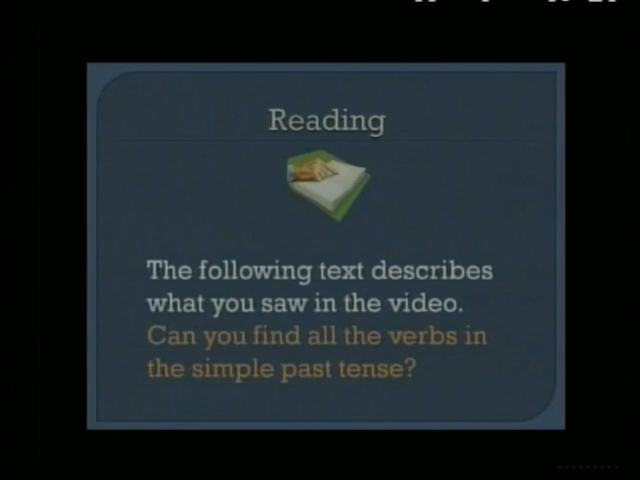 Reading
The following text describes
what you saw in the video.
Can you find all the verbs in
the simple past tense?